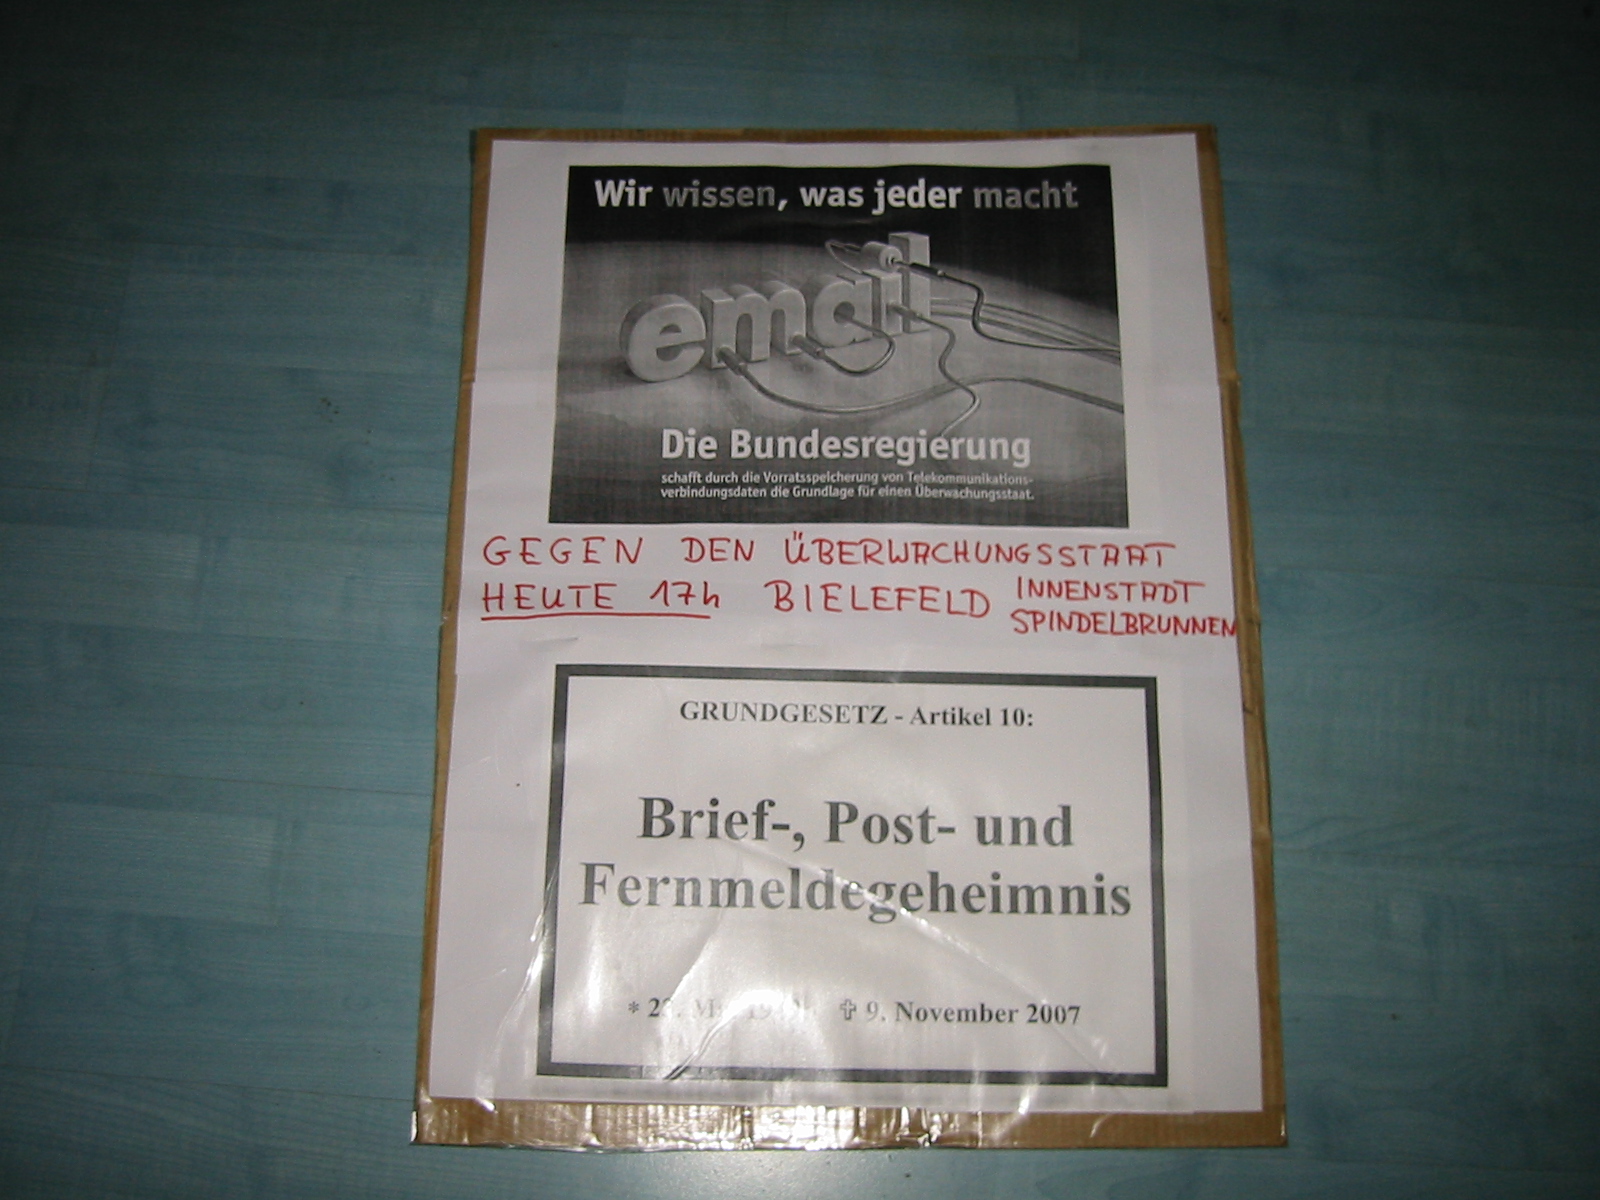 Wir wissen, was jeder macht
email
Die Bundesregierung
schafft durch die Vorratsspeicherung von Telekommunikations-
verbindungsdaten die Grundlage für einen Überwachungsstaat.
GEGEN DEN ÜBERWACHUNGSSTAAT
HEUTE 17h BIELEFELD INNENSTADT
SPINDELBRUNNEN
GRUNDGESETZ - Artikel 10:
Brief-, Post- und
Fernmeldegeheimnis
* ✝ 9. November 2007